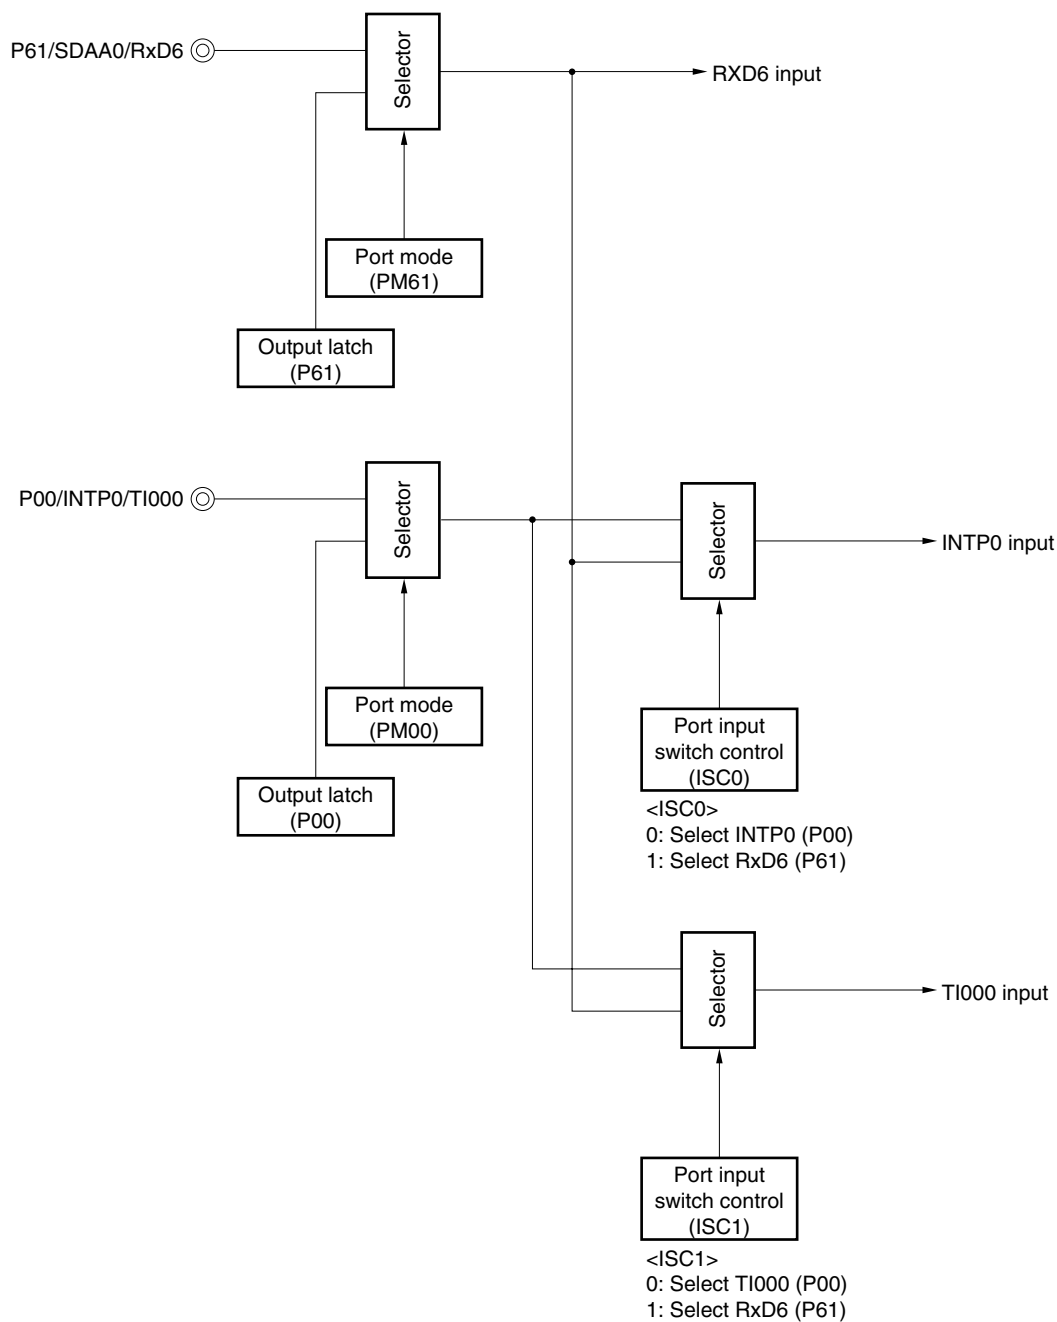 P61/SDAA0/RxD6
Selector
RXD6 input
Port mode
(PM61)
Output latch
(P61)
P00/INTP0/TI000
Selector
Selector
INTP0 input
Port mode
(PM00)
Output latch
(P00)
Port input
switch control
(ISC0)
<ISC0>
0: Select INTP0 (P00)
1: Select RxD6 (P61)
Selector
TI000 input
Port input
switch control
(ISC1)
<ISC1>
0: Select TI000 (P00)
1: Select RxD6 (P61)